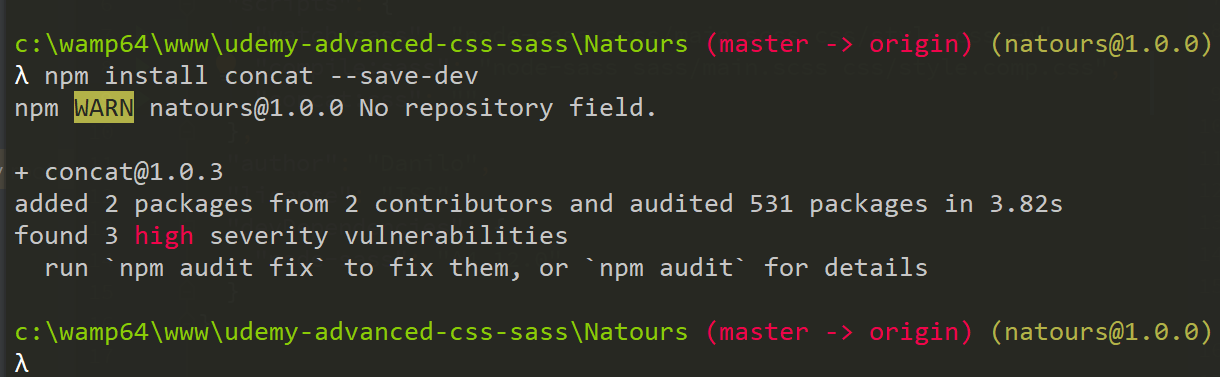 c:\wamp64\www\udemy-advanced-css-sass\Natours (master -> origin) (natours@1.0.0)
λ npm install concat --save-dev
npm WARN natours@1.0.0 No repository field.
+ concat@1.0.3
added 2 packages from 2 contributors and audited 531 packages in 3.82s
found 3 high severity vulnerabilities
run `npm audit fix` to fix them, or `npm audit` for details
c:\wamp64\www\udemy-advanced-css-sass\Natours (master -> origin) (natours@1.0.0)
λ